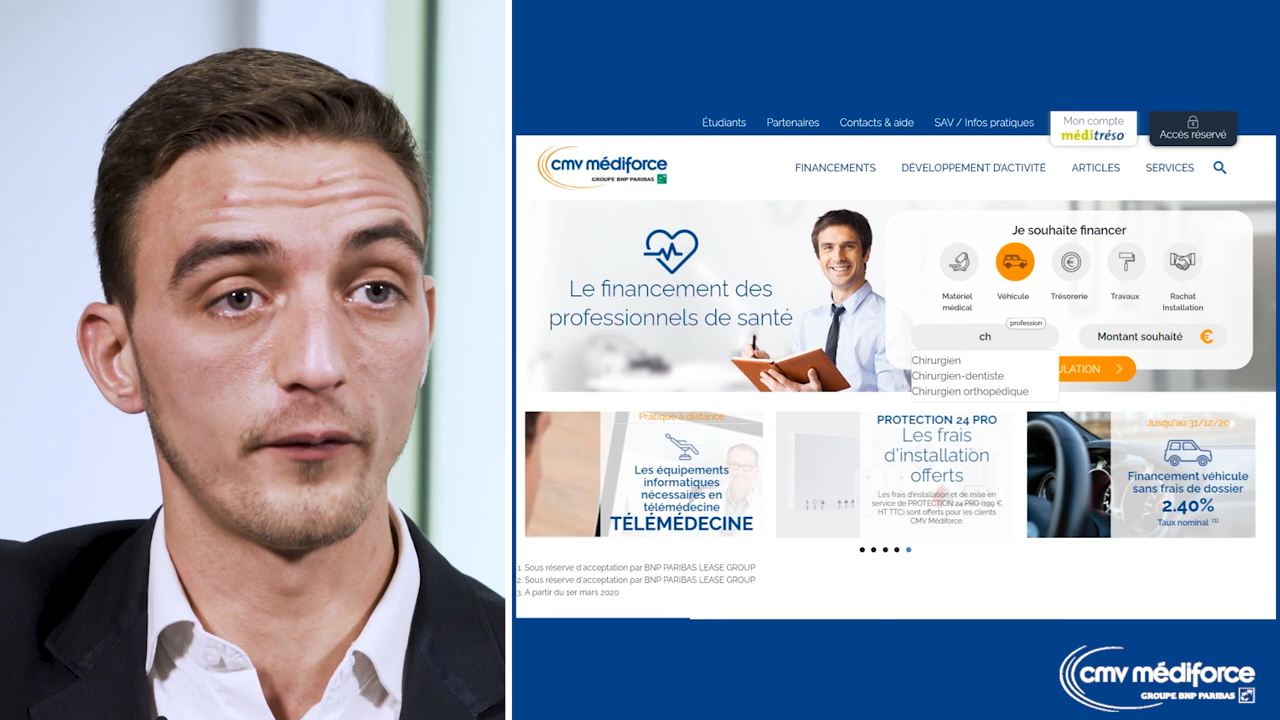 Étudiants
Partenaires
Contacts & aide
SAV / Infos pratiques
Mon compte
méditréso
Accès réservé
cmv médiforce
GROUPE BNP PARIBAS
FINANCEMENTS
DÉVELOPPEMENT D'ACTIVITÉ
ARTICLES
SERVICES
Le financement des
professionnels de santé
Je souhaite financer
Matériel
médical
Véhicule
Trésorerie
Travaux
Rachat
Installation
profession
ch
Montant souhaité €
Chirurgien
Chirurgien-dentiste
Chirurgien orthopédique
ULATION
Pratique à distance
Les équipements
informatiques
nécessaires en
télémédecine
TÉLÉMÉDECINE
PROTECTION 24 PRO
Les frais
d'installation
offerts
Les frais d'installation et de mise en
service de PROTECTION 24 PRO (199 €
HT TTC) sont offerts pour les clients
CMV Médiforce.
Jusqu'au 31/12/20
Financement véhicule
sans frais de dossier
2.40%
Taux nominal (1)
1. Sous réserve d'acceptation par BNP PARIBAS LEASE GROUP
2. Sous réserve d'acceptation par BNP PARIBAS LEASE GROUP
3. A partir du 1er mars 2020
cmv médiforce
GROUPE BNP PARIBAS